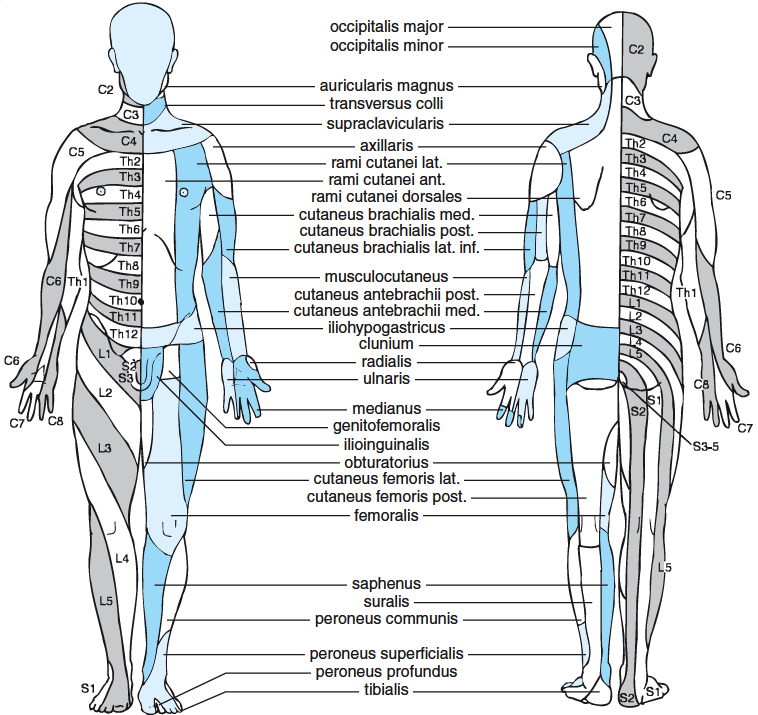 occipitalis major
occipitalis minor
auricularis magnus
transversus colli
supraclavicularis
axillaris
rami cutanei lat.
rami cutanei ant.
rami cutanei dorsales
cutaneus brachialis med.
cutaneus brachialis post.
cutaneus brachialis lat. inf.
musculocutaneus
cutaneus antebrachii post.
cutaneus antebrachii med.
iliohypogastricus
clunium
radialis
ulnaris
medianus
genitofemoralis
ilioinguinalis
obturatorius
cutaneus femoris lat.
cutaneus femoris post.
femoralis
saphenus
suralis
peroneus communis
peroneus superficialis
peroneus profundus
tibialis
C2
C3
C4
C5
Th2
Th3
Th4
Th5
Th6
Th7
Th8
Th9
Th10
Th11
Th12
C6
Th1
L1
S2
S3
L2
C6
C7
C8
L3
L4
L5
S1
C2
C3
C4
Th2
Th3
Th4
Th5
Th6
Th7
Th8
Th9
Th10
Th11
Th12
L1
L2
L3
L4
L5
C5
Th1
C6
C8
C7
S1
S2
S3-5
L5
S2
S1